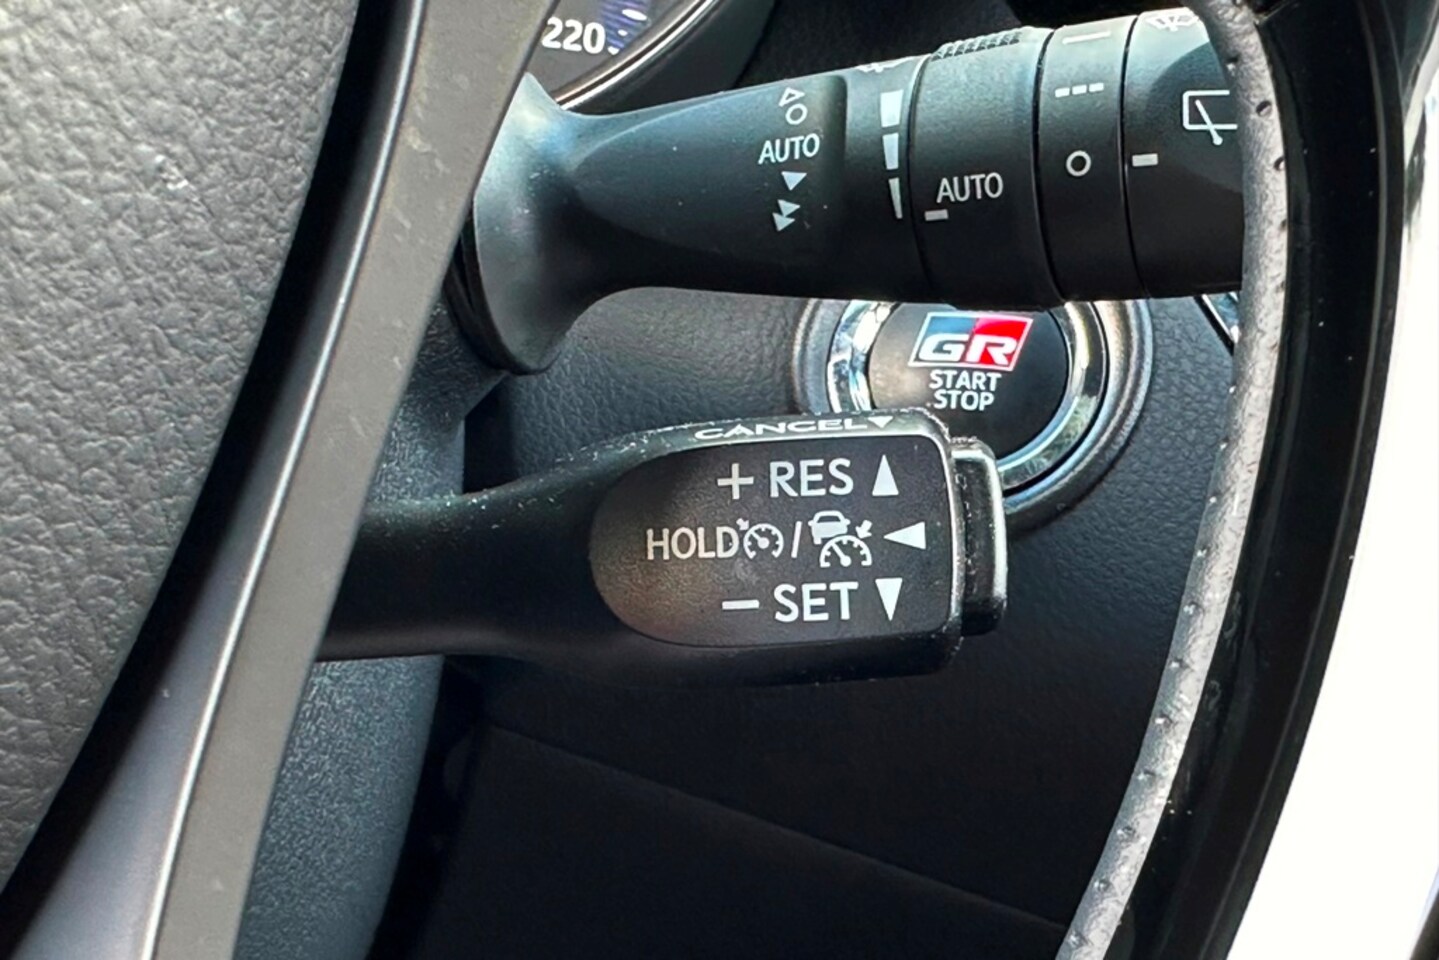 220
AUTO
AUTO
GR
START
STOP
CANCEL
+ RES
HOLD /
- SET